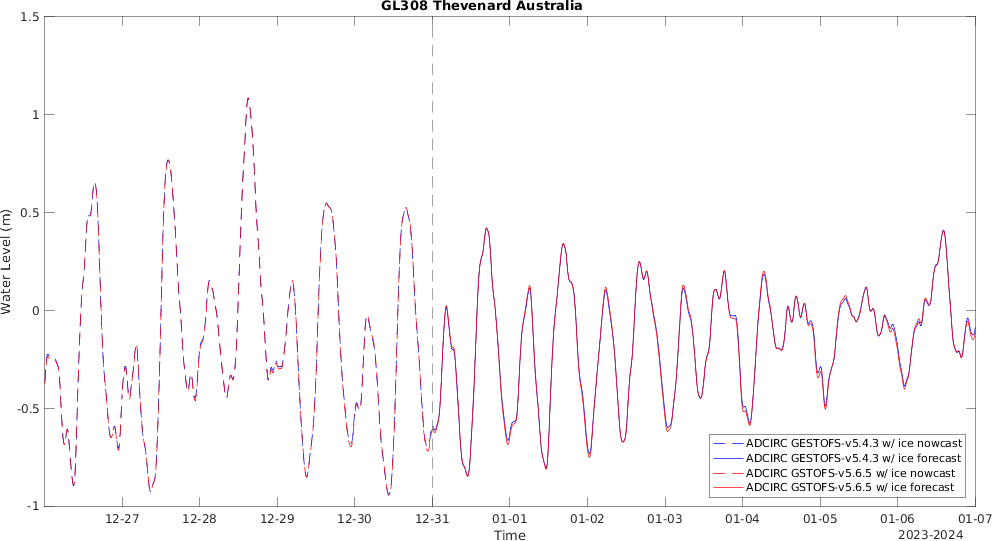 GL308 Thevenard Australia
1.5
1
0.5
0
-0.5
-1
Water Level (m)
12-27 12-28 12-29 12-30 12-31 01-01 01-02 01-03 01-04 01-05 01-06 01-07
Time
2023-2024
ADCIRC GESTOFS-v5.4.3 w/ ice nowcast
ADCIRC GESTOFS-v5.4.3 w/ ice forecast
ADCIRC GSTOFS-v5.6.5 w/ ice nowcast
ADCIRC GSTOFS-v5.6.5 w/ ice forecast